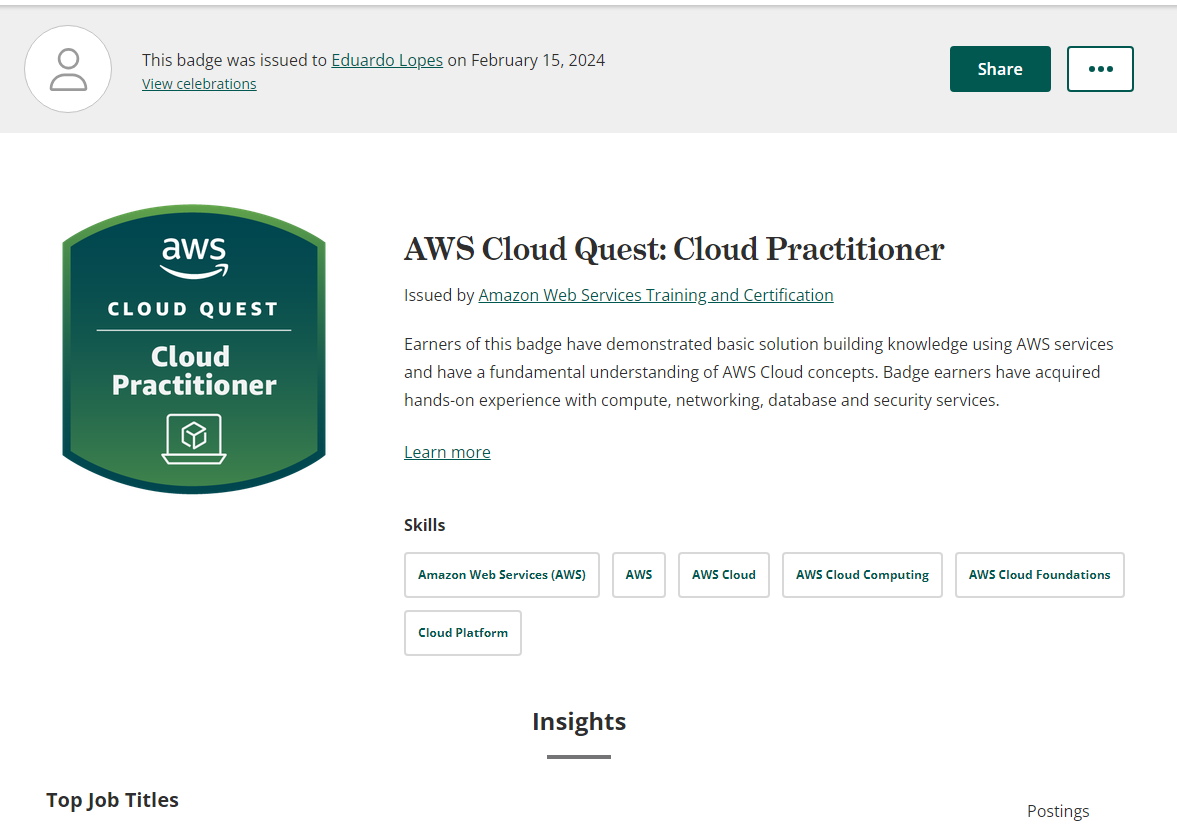 This badge was issued to Eduardo Lopes on February 15, 2024
View celebrations
Share
aws
CLOUD QUEST
Cloud
Practitioner
AWS Cloud Quest: Cloud Practitioner
Issued by Amazon Web Services Training and Certification
Earners of this badge have demonstrated basic solution building knowledge using AWS services
and have a fundamental understanding of AWS Cloud concepts. Badge earners have acquired
hands-on experience with compute, networking, database and security services.
Learn more
Skills
Amazon Web Services (AWS) AWS AWS Cloud AWS Cloud Computing AWS Cloud Foundations
Cloud Platform
Insights
Top Job Titles
Postings